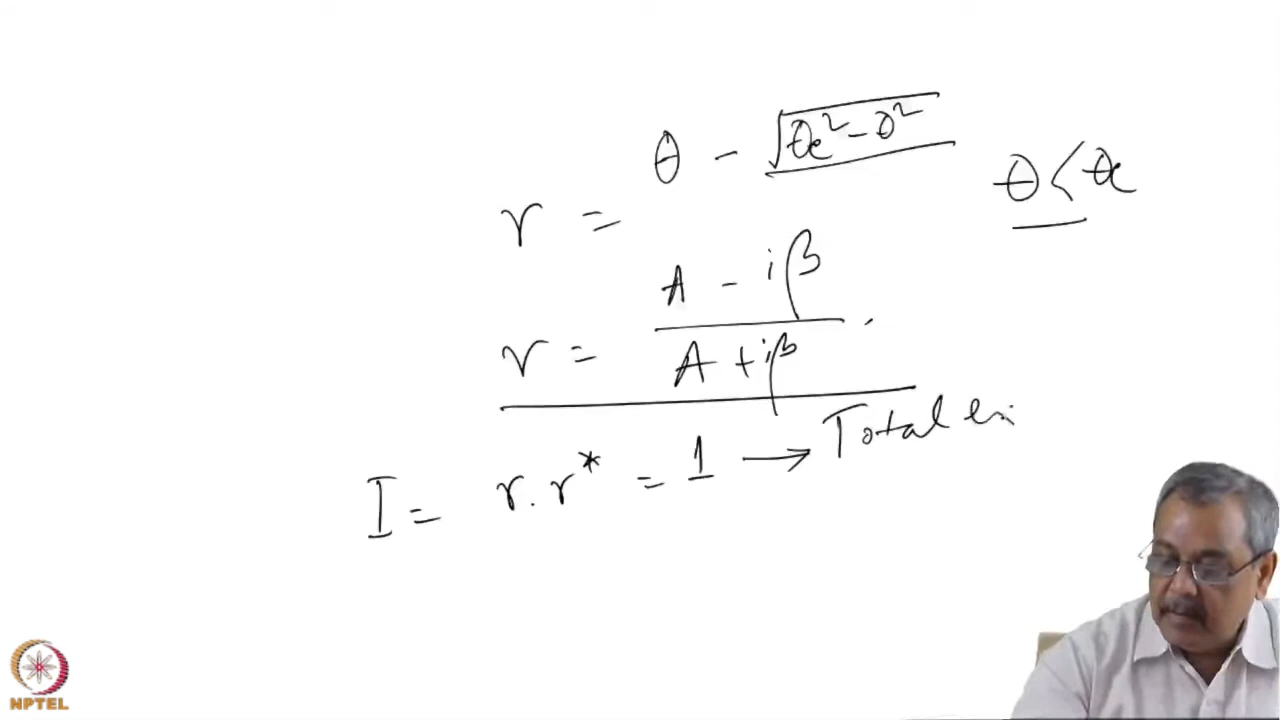 θ - √θc² - θ²
r =
θ < θc
A - iβ
r = ———
A + iβ
I = r.r* = 1 → Total
NPTEL